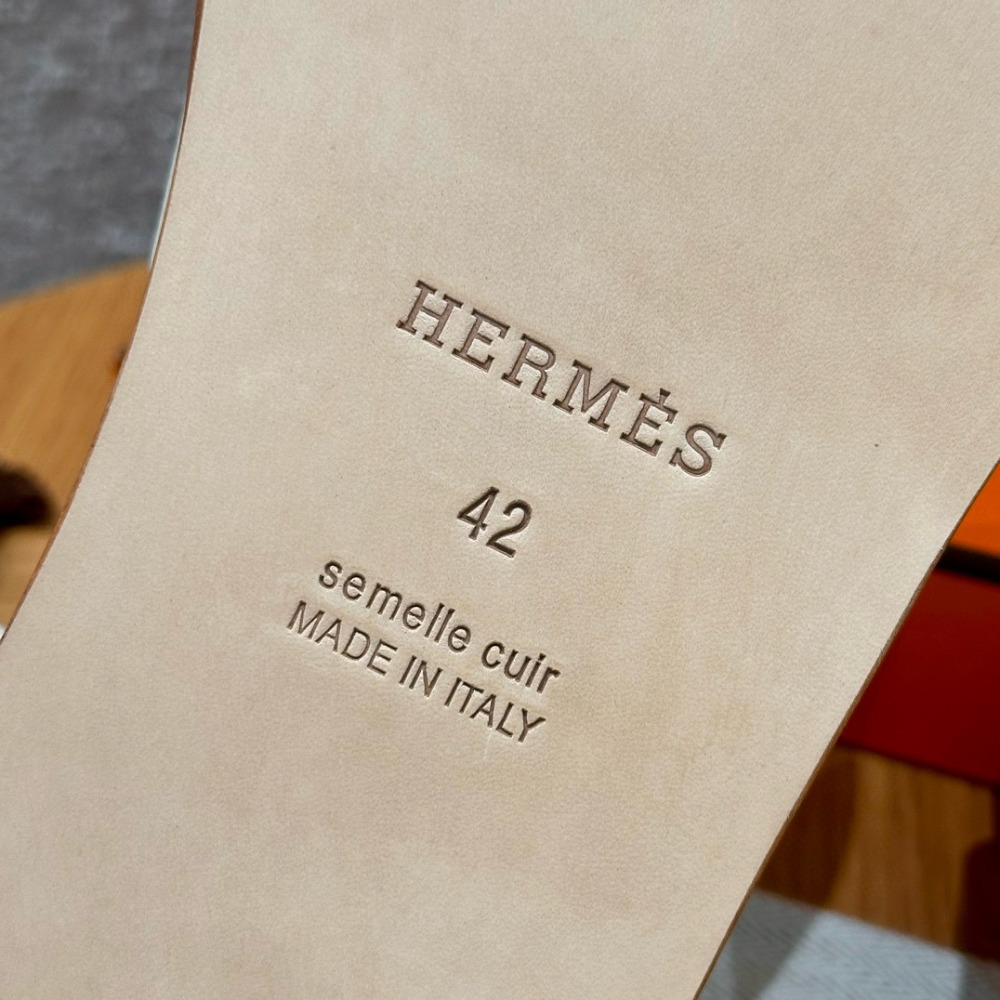 HERMÈS
42
semelle cuir
MADE IN ITALY